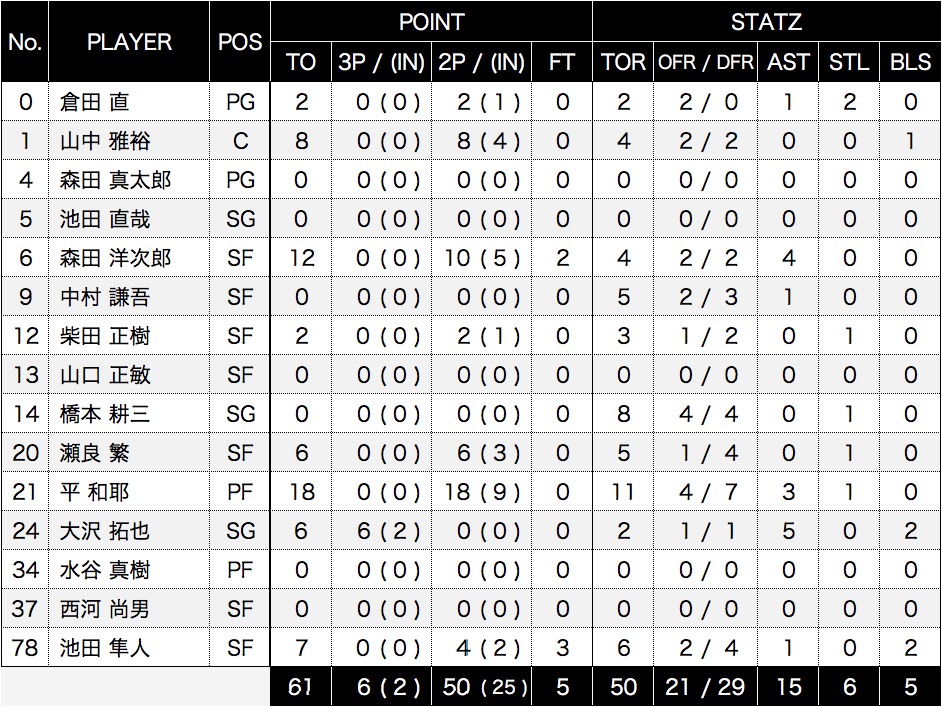 No. PLAYER POS POINT STATZ
TO 3P / (IN) 2P / (IN) FT TOR OFR / DFR AST STL BLS
0 倉田 直 PG 2 0 ( 0 ) 2 ( 1 ) 0 2 2 / 0 1 2 0
1 山中 雅裕 C 8 0 ( 0 ) 8 ( 4 ) 0 4 2 / 2 0 0 1
4 森田 真太郎 PG 0 0 ( 0 ) 0 ( 0 ) 0 0 0 / 0 0 0 0
5 池田 直哉 SG 0 0 ( 0 ) 0 ( 0 ) 0 0 0 / 0 0 0 0
6 森田 洋次郎 SF 12 0 ( 0 ) 10 ( 5 ) 2 4 2 / 2 4 0 0
9 中村 謙吾 SF 0 0 ( 0 ) 0 ( 0 ) 0 5 2 / 3 1 0 0
12 柴田 正樹 SF 2 0 ( 0 ) 2 ( 1 ) 0 3 1 / 2 0 1 0
13 山口 正敏 SF 0 0 ( 0 ) 0 ( 0 ) 0 0 0 / 0 0 0 0
14 橋本 耕三 SG 0 0 ( 0 ) 0 ( 0 ) 0 8 4 / 4 0 1 0
20 瀬良 繁 SF 6 0 ( 0 ) 6 ( 3 ) 0 5 1 / 4 0 1 0
21 平 和耶 PF 18 0 ( 0 ) 18 ( 9 ) 0 11 4 / 7 3 1 0
24 大沢 拓也 SG 6 6 ( 2 ) 0 ( 0 ) 0 2 1 / 1 5 0 2
34 水谷 真樹 PF 0 0 ( 0 ) 0 ( 0 ) 0 0 0 / 0 0 0 0
37 西河 尚男 SF 0 0 ( 0 ) 0 ( 0 ) 0 0 0 / 0 0 0 0
78 池田 隼人 SF 7 0 ( 0 ) 4 ( 2 ) 3 6 2 / 4 1 0 2
61 6 ( 2 ) 50 ( 25 ) 5 50 21 / 29 15 6 5